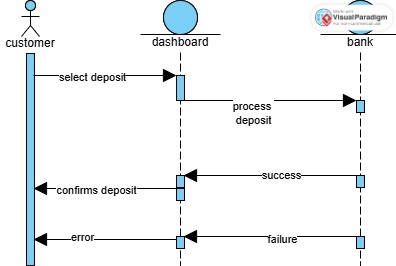 Made with
Visual Paradigm
For non-commercial use
customer
dashboard
bank
select deposit
process
deposit
success
confirms deposit
error
failure